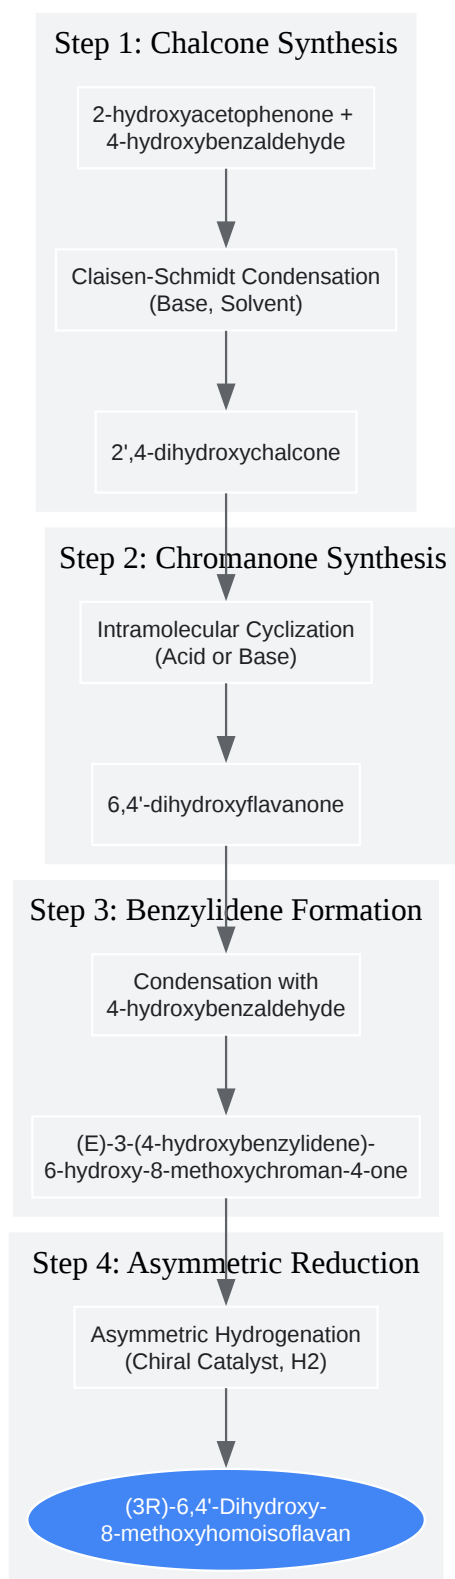 Step 1: Chalcone Synthesis
2-hydroxyacetophenone +
4-hydroxybenzaldehyde
Claisen-Schmidt Condensation
(Base, Solvent)
2',4-dihydroxychalcone
Step 2: Chromanone Synthesis
Intramolecular Cyclization
(Acid or Base)
6,4'-dihydroxyflavanone
Step 3: Benzylidene Formation
Condensation with
4-hydroxybenzaldehyde
(E)-3-(4-hydroxybenzylidene)-
6-hydroxy-8-methoxychroman-4-one
Step 4: Asymmetric Reduction
Asymmetric Hydrogenation
(Chiral Catalyst, H2)
(3R)-6,4'-Dihydroxy-
8-methoxyhomoisoflavan